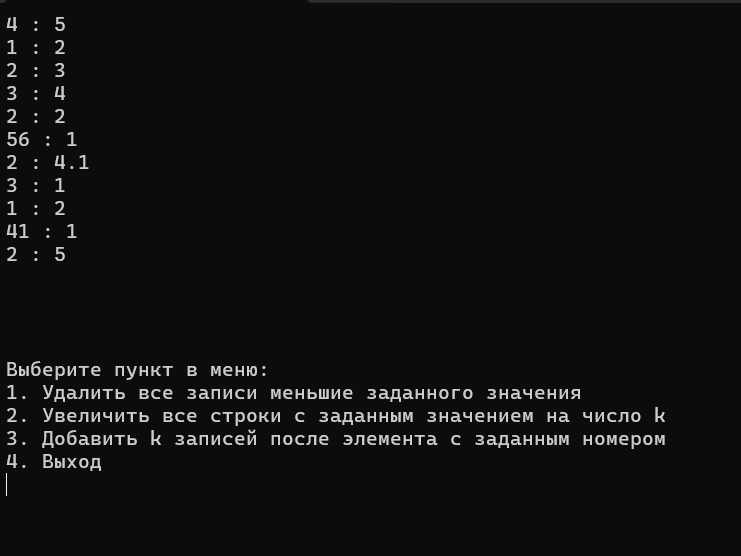 4 : 5
1 : 2
2 : 3
3 : 4
2 : 2
56 : 1
2 : 4.1
3 : 1
1 : 2
41 : 1
2 : 5
Выберите пункт в меню:
1. Удалить все записи меньшие заданного значения
2. Увеличить все строки с заданным значением на число k
3. Добавить k записей после элемента с заданным номером
4. Выход